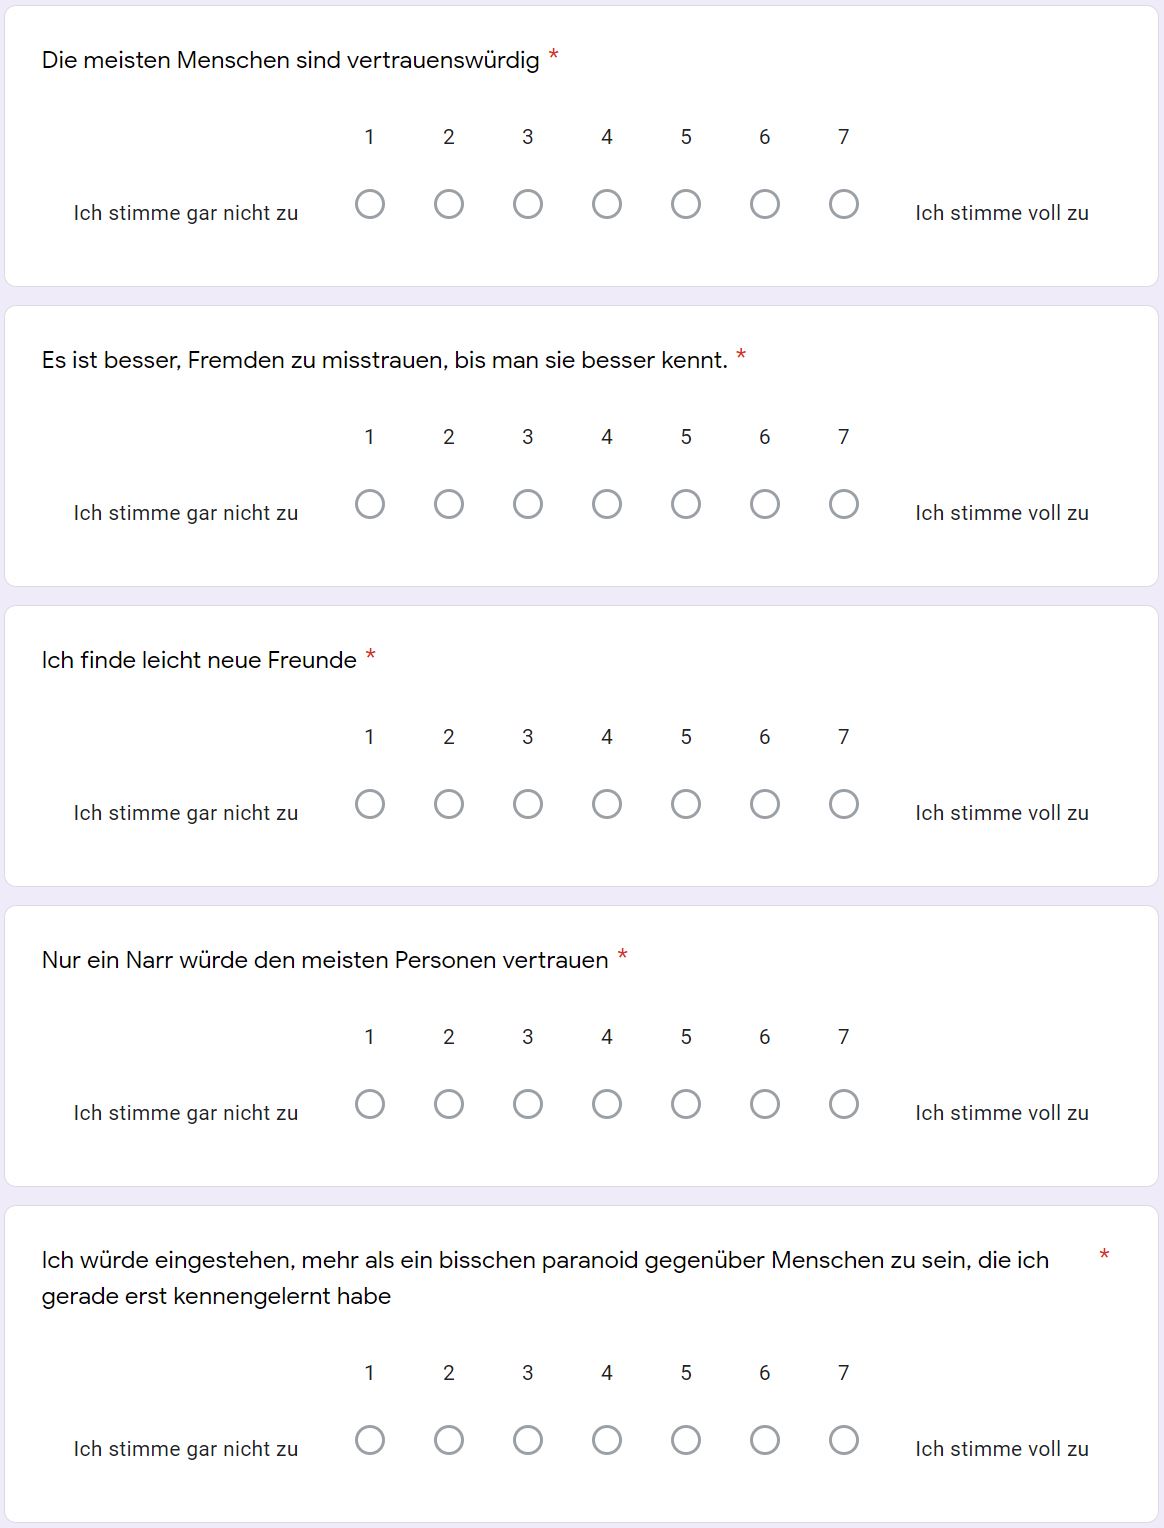 Die meisten Menschen sind vertrauenswürdig *
1 2 3 4 5 6 7
Ich stimme gar nicht zu Ich stimme voll zu
Es ist besser, Fremden zu misstrauen, bis man sie besser kennt. *
1 2 3 4 5 6 7
Ich stimme gar nicht zu Ich stimme voll zu
Ich finde leicht neue Freunde *
1 2 3 4 5 6 7
Ich stimme gar nicht zu Ich stimme voll zu
Nur ein Narr würde den meisten Personen vertrauen *
1 2 3 4 5 6 7
Ich stimme gar nicht zu Ich stimme voll zu
Ich würde eingestehen, mehr als ein bisschen paranoid gegenüber Menschen zu sein, die ich *
gerade erst kennengelernt habe
1 2 3 4 5 6 7
Ich stimme gar nicht zu Ich stimme voll zu